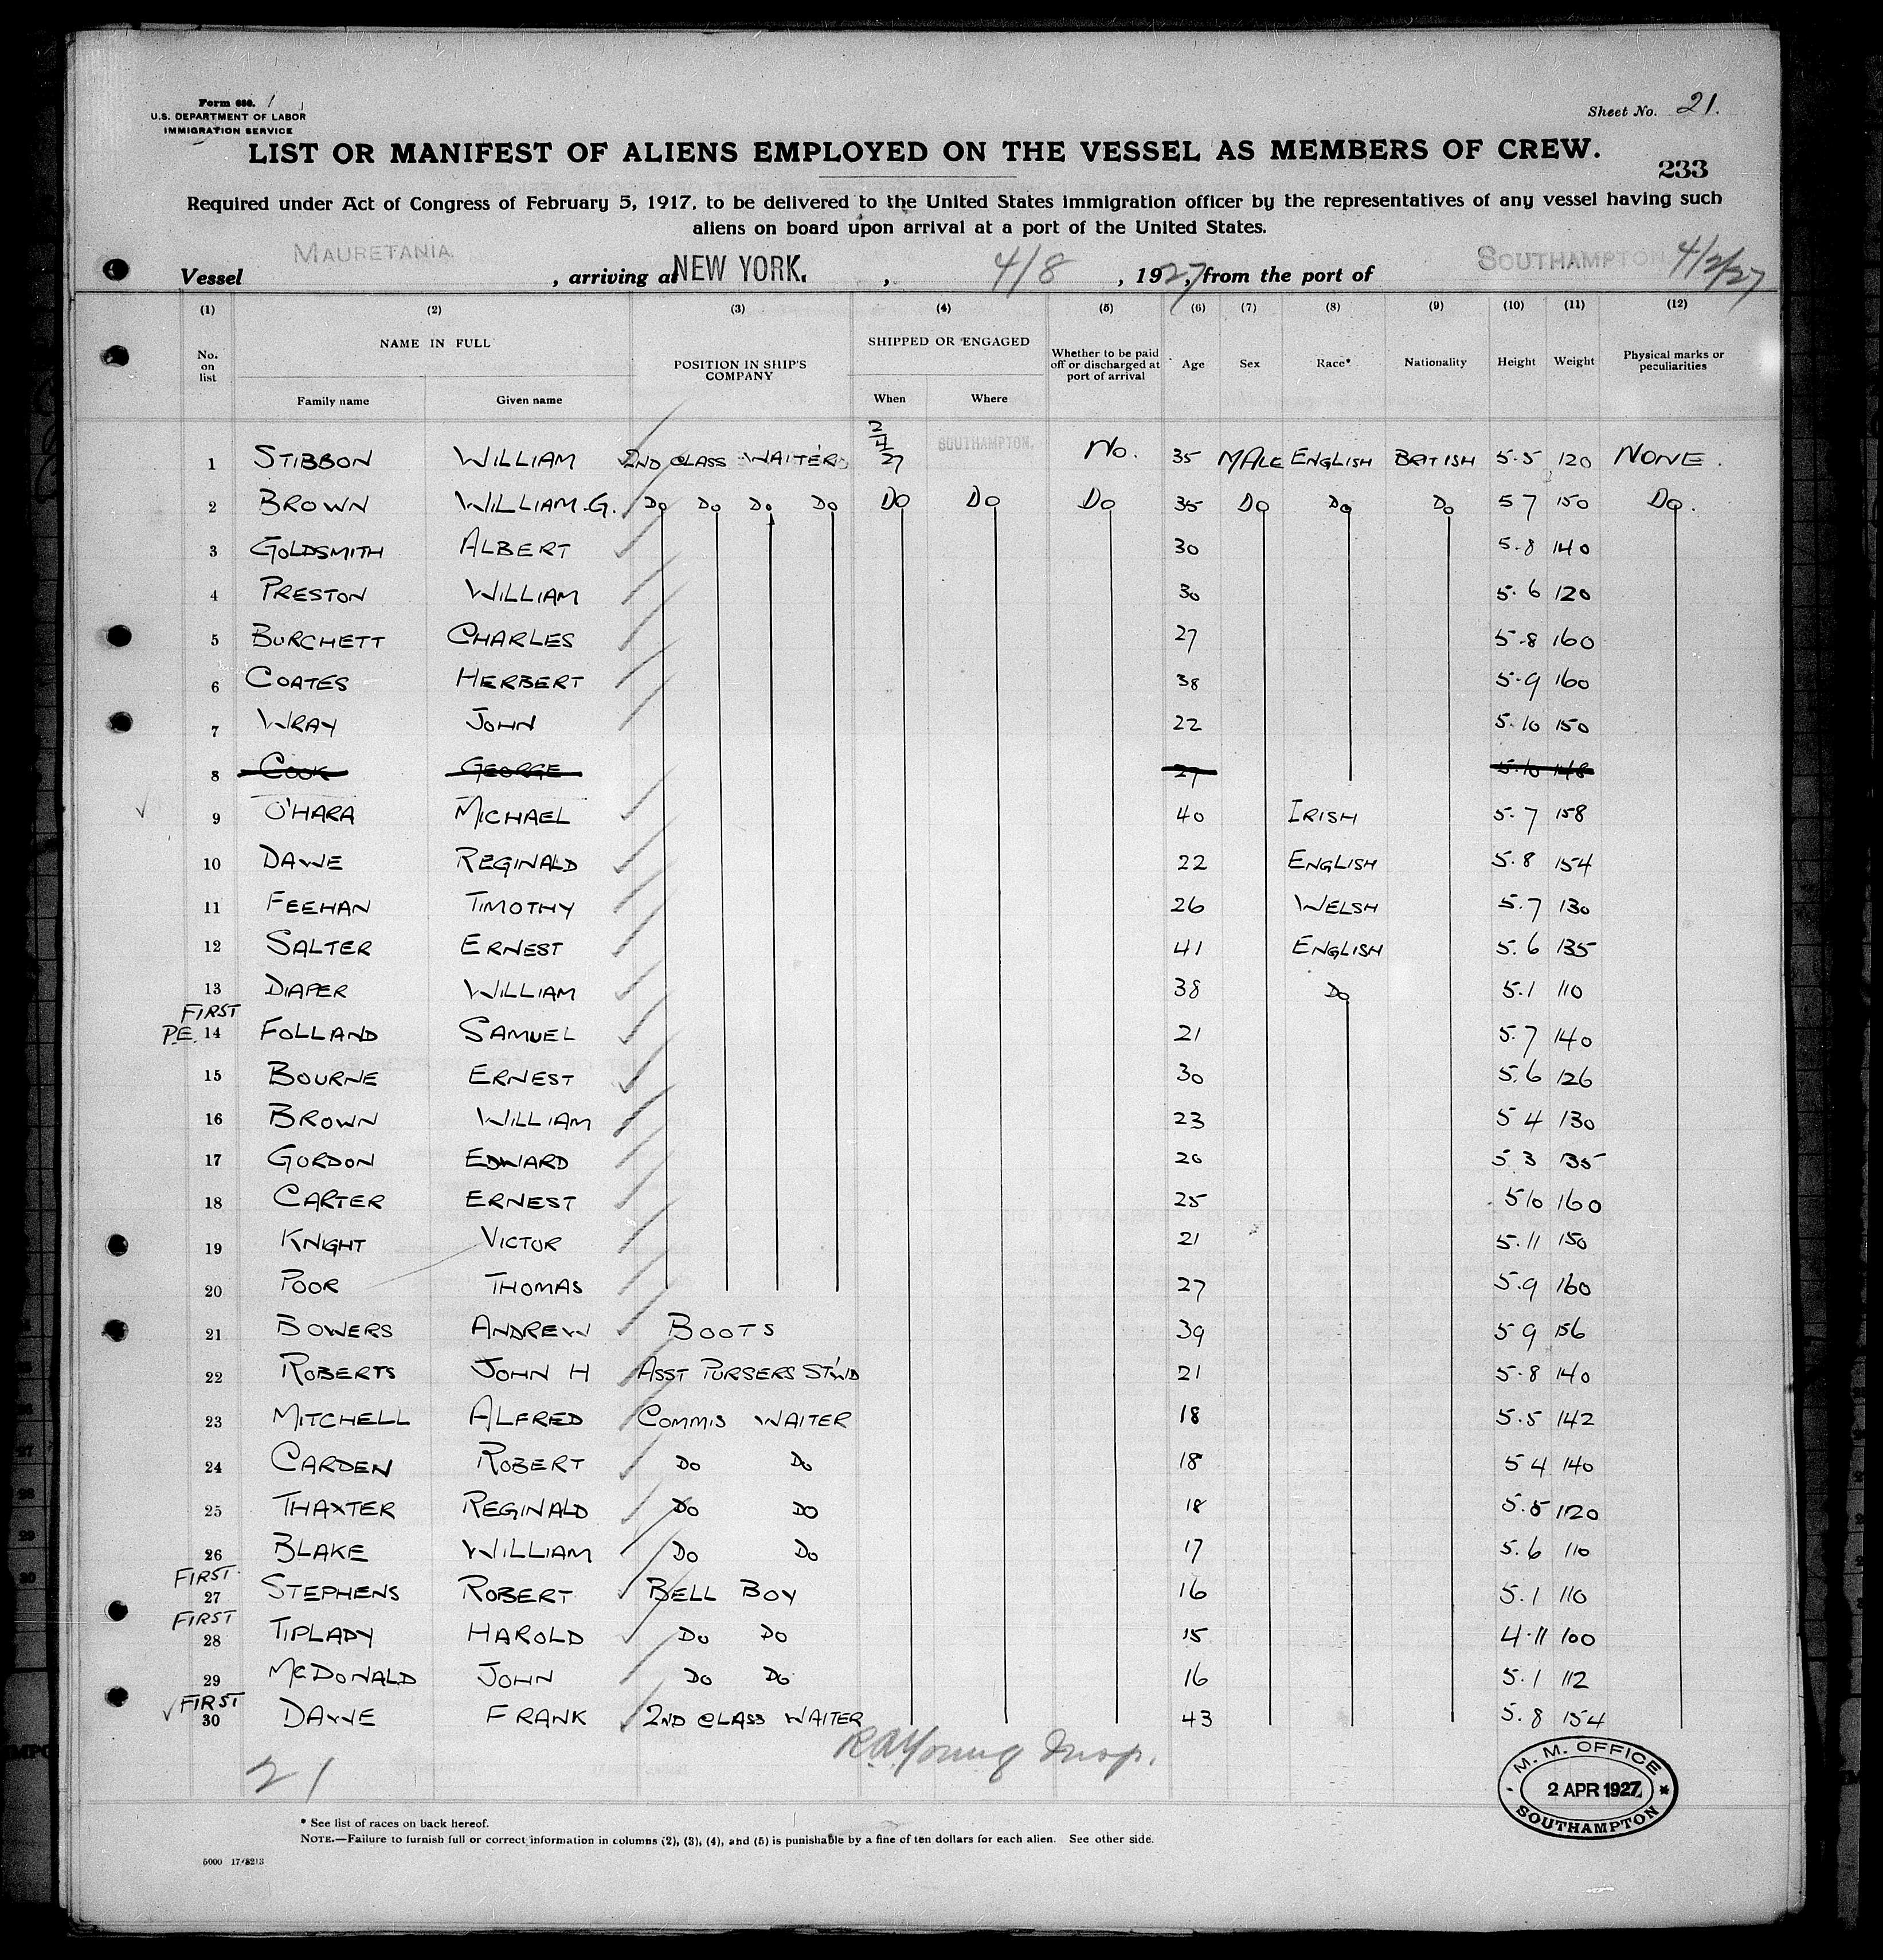 Form 680.
U.S. DEPARTMENT OF LABOR
IMMIGRATION SERVICE
Sheet No. 21.
LIST OR MANIFEST OF ALIENS EMPLOYED ON THE VESSEL AS MEMBERS OF CREW.
233
Required under Act of Congress of February 5, 1917, to be delivered to the United States immigration officer by the representatives of any vessel having such
aliens on board upon arrival at a port of the United States.
Vessel MAURETANIA, arriving at NEW YORK., 4/8, 1927, from the port of SOUTHAMPTON 4/2/27
(1) (2) (3) (4) (5) (6) (7) (8) (9) (10) (11) (12)
No. on list NAME IN FULL POSITION IN SHIP'S COMPANY SHIPPED OR ENGAGED Whether to be paid off or discharged at port of arrival Age Sex Race* Nationality Height Weight Physical marks or peculiarities
Family name Given name When Where
1 STIBBON WILLIAM 2ND CLASS WAITER 2/4/27 SOUTHAMPTON. No. 35 MALE ENGLISH BRITISH 5.5 120 NONE.
2 BROWN WILLIAM.G. Do Do Do Do Do Do Do 35 Do Do Do 5 7 150 Do.
3 GOLDSMITH ALBERT 30 5.8 140
4 PRESTON WILLIAM 30 5.6 120
5 BURCHETT CHARLES 27 5.8 160
6 COATES HERBERT 38 5.9 160
7 WRAY JOHN 22 5.10 150
8 COOK GEORGE 27 5.10 148
9 O'HARA MICHAEL 40 IRISH 5.7 158
10 DAWE REGINALD 22 ENGLISH 5.8 154
11 FEEHAN TIMOTHY 26 WELSH 5.7 130
12 SALTER ERNEST 41 ENGLISH 5.6 135
13 DIAPER WILLIAM 38 Do 5.1 110
FIRST
P.E. 14 FOLLAND SAMUEL 21 5.7 140
15 BOURNE ERNEST 30 5.6 126
16 BROWN WILLIAM 23 5 4 130
17 GORDON EDWARD 26 5 3 135
18 CARTER ERNEST 25 5 10 160
19 KNIGHT VICTOR 21 5.11 150
20 POOR THOMAS 27 5.9 160
21 BOWERS ANDREW BOOTS 39 5 9 156
22 ROBERTS JOHN H ASST PURSERS ST'WD 21 5.8 140
23 MITCHELL ALFRED COMMIS WAITER 18 5.5 142
24 CARDEN ROBERT Do Do 18 5 4 140
25 THAXTER REGINALD Do Do 18 5.5 120
26 BLAKE WILLIAM Do Do 17 5.6 110
FIRST.
27 STEPHENS ROBERT BELL BOY 16 5.1 110
FIRST
28 TIPLADY HAROLD Do Do 15 4.11 100
29 McDONALD JOHN Do Do 16 5.1 112
FIRST
30 DAWE FRANK 2ND CLASS WAITER 43 5.8 154
R A Young Insp.
21
M. M. OFFICE
2 APR 1927
SOUTHAMPTON
* See list of races on back hereof.
NOTE.—Failure to furnish full or correct information in columns (2), (3), (4), and (5) is punishable by a fine of ten dollars for each alien. See other side.
5000 17/8213